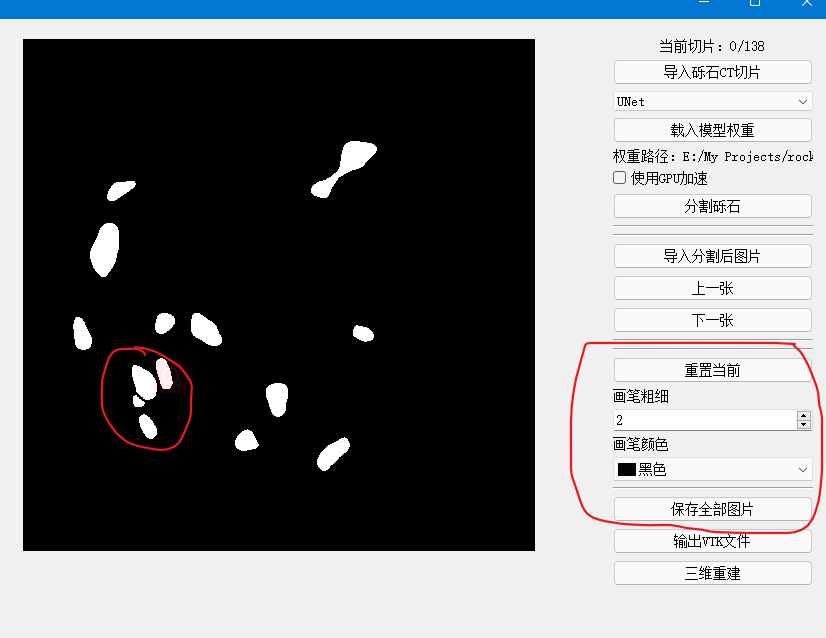 当前切片：0/138
导入砾石CT切片
UNet
载入模型权重
权重路径：E:/My Projects/rock
使用GPU加速
分割砾石
导入分割后图片
上一张
下一张
重置当前
画笔粗细
2
画笔颜色
黑色
保存全部图片
输出VTK文件
三维重建